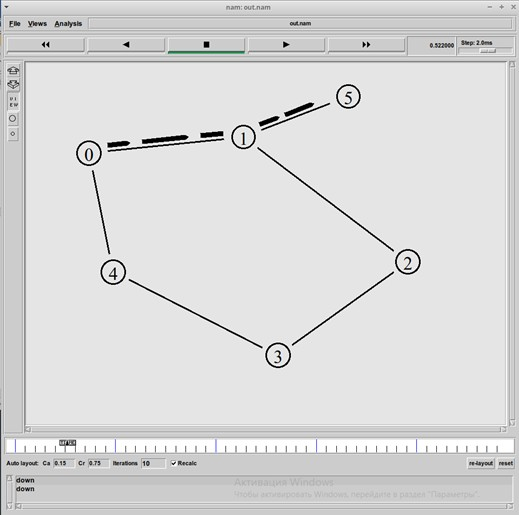 nam: out.nam
File Views Analysis out.nam
0.522000 Step: 2.0ms
VIEW
5
1
0
2
4
3
Auto layout: Ca 0.15 Cr 0.75 Iterations 10 Recalc re-layout reset
down
down
Активация Windows
Чтобы активировать Windows, перейдите в раздел "Параметры".